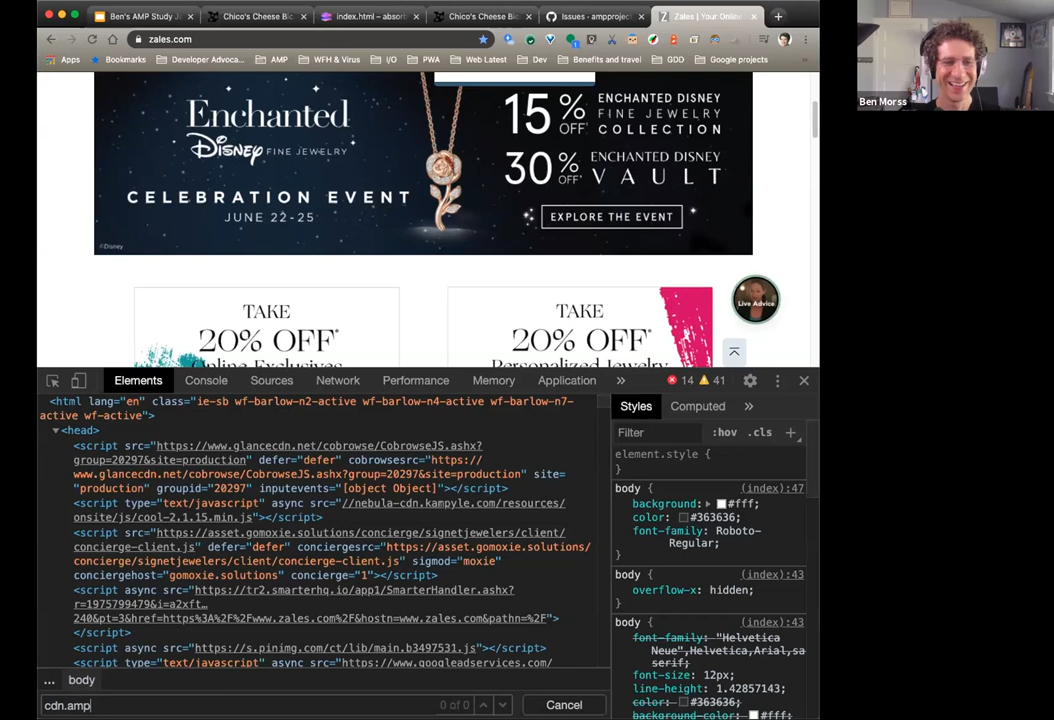 Ben's AMP Study J
Chico's Cheese Bic
index.html – absorb
Chico's Cheese Bic
Issues · ampproject
Zales | Your Online
zales.com
Apps
Bookmarks
Developer Advoca...
AMP
WFH & Virus
I/O
PWA
Web Latest
Dev
Benefits and travel
GDD
Google projects
Ben Morss
Enchanted
Disney FINE JEWELRY
CELEBRATION EVENT
JUNE 22-25
15% OFF* ENCHANTED DISNEY
FINE JEWELRY
COLLECTION
30% OFF* ENCHANTED DISNEY
VAULT
EXPLORE THE EVENT
©Disney
TAKE
20% OFF*
Online Exclusives
TAKE
20% OFF*
Personalized Jewelry
Live Advice
Elements
Console
Sources
Network
Performance
Memory
Application
»
14
41
<html lang="en" class="ie-sb wf-barlow-n2-active wf-barlow-n4-active wf-barlow-n7-
active wf-active">
<head>
<script src="https://www.glancecdn.net/cobrowse/CobrowseJS.ashx?
group=20297&site=production" defer="defer" cobrowsesrc="https://
www.glancecdn.net/cobrowse/CobrowseJS.ashx?group=20297&site=production" site=
"production" groupid="20297" inputevents="[object Object]"></script>
<script type="text/javascript" async src="//nebula-cdn.kampyle.com/resources/
onsite/js/cool-2.1.15.min.js"></script>
<script src="https://asset.gomoxie.solutions/concierge/signetjewelers/client/
concierge-client.js" defer="defer" conciergesrc="https://asset.gomoxie.solutions/
concierge/signetjewelers/client/concierge-client.js" sigmod="moxie"
conciergehost="gomoxie.solutions" concierge="1"></script>
<script async src="https://tr2.smarterhq.io/app1/SmarterHandler.ashx?
r=1975799479&i=a2xft…
240&pt=3&href=https%3A%2F%2Fwww.zales.com%2F&hostn=www.zales.com&pathn=%2F">
</script>
<script async src="https://s.pinimg.com/ct/lib/main.b3497531.js"></script>
<script type="text/javascript" async src="https://www.googleadservices.com/
... body
cdn.amp
0 of 0
Cancel
Styles
Computed
»
Filter
:hov .cls +
element.style {
}
body { (index):47
background: #fff;
color: #363636;
font-family: Roboto-
Regular;
}
body { (index):43
overflow-x: hidden;
}
body { (index):43
font-family: "Helvetica
Neue",Helvetica,Arial,sa
serif;
font-size: 12px;
line-height: 1.42857143;
color: #363636;
background-color: #fff;